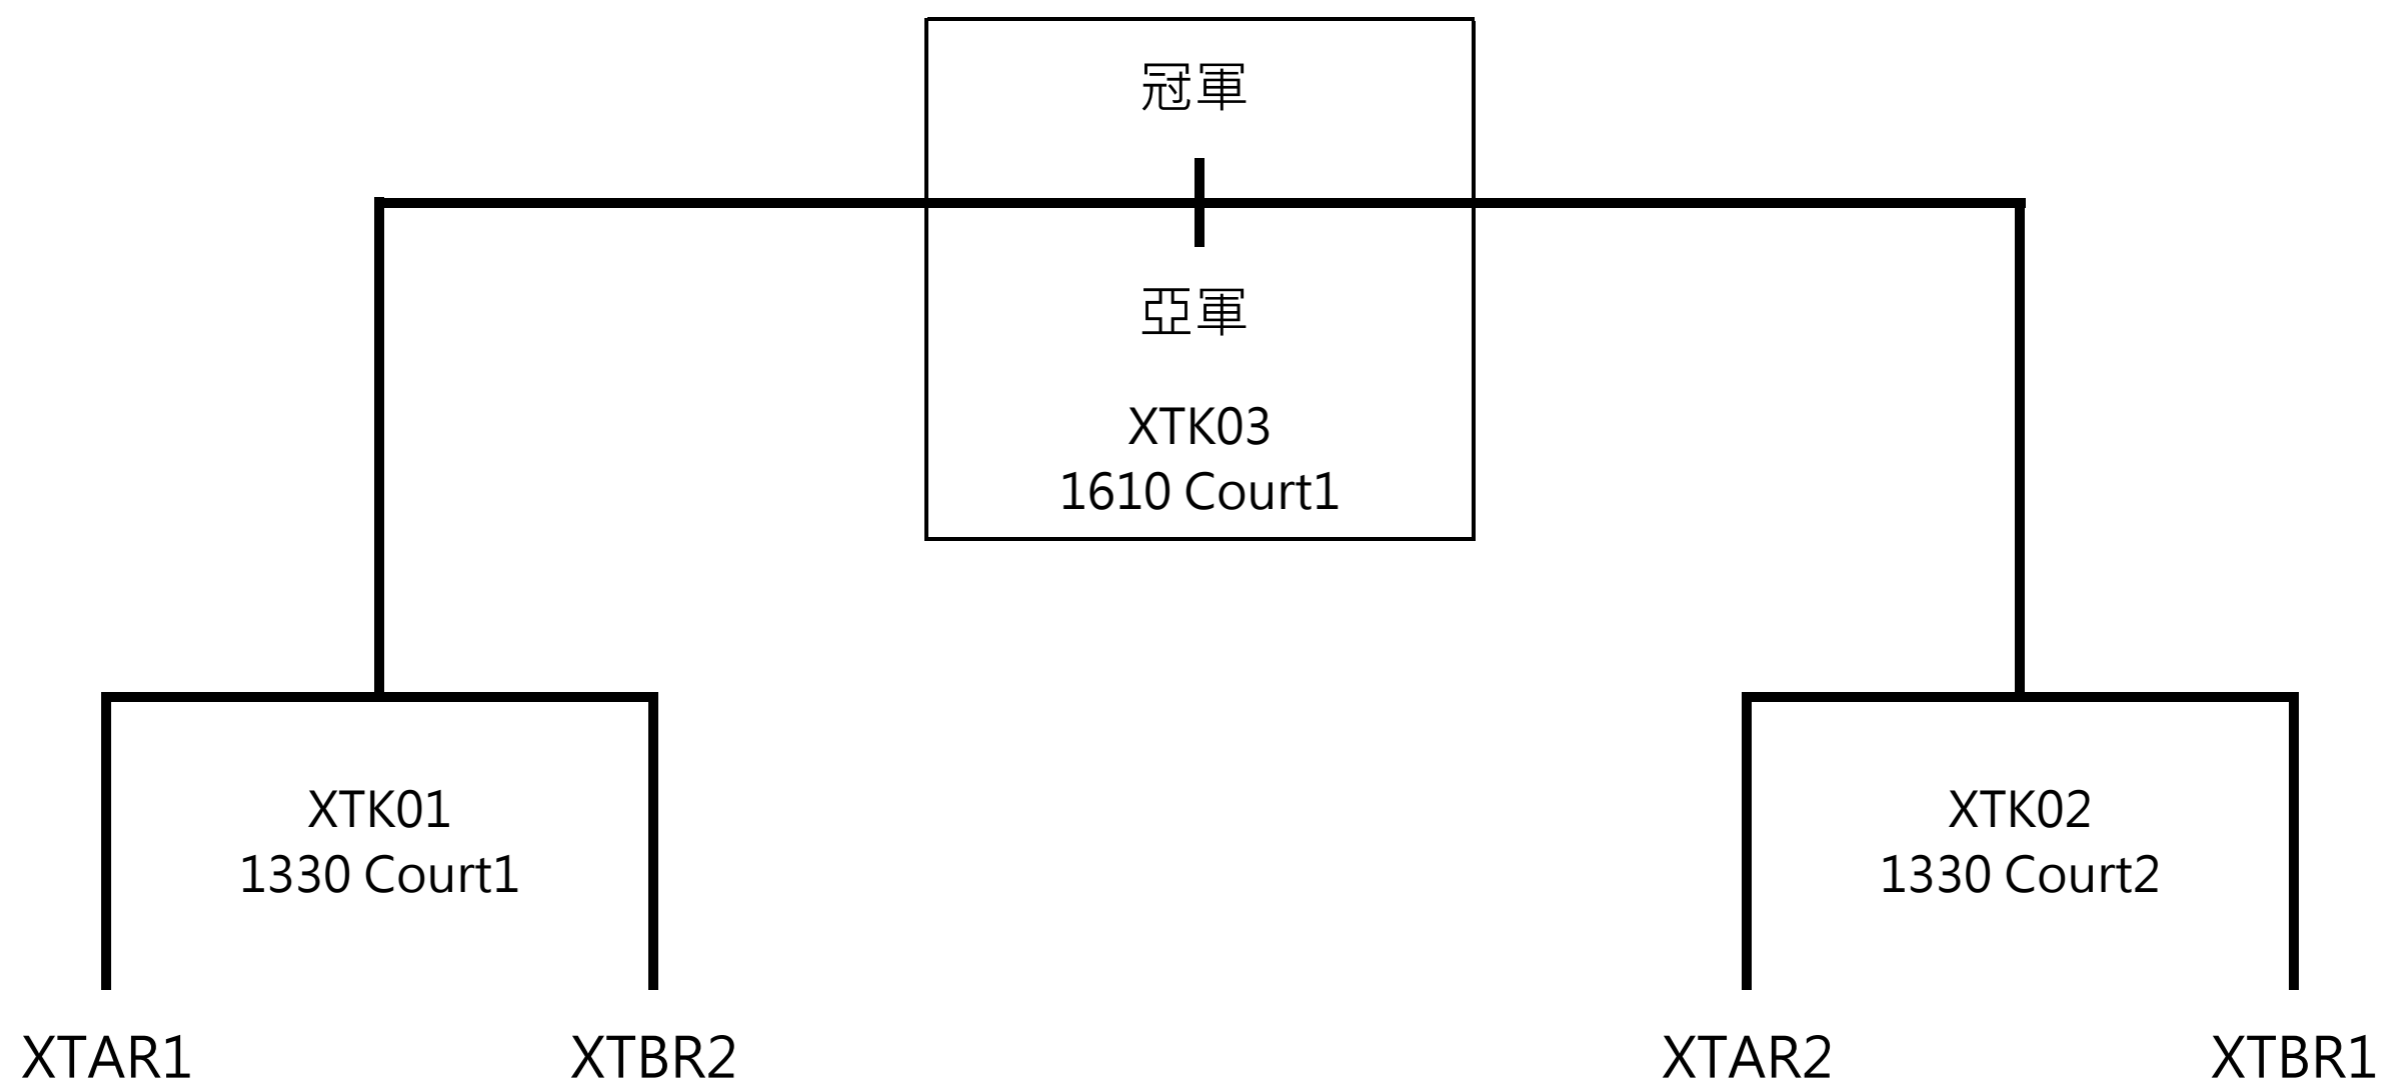 冠軍
亞軍
XTK03
1610 Court1
XTK01
1330 Court1
XTK02
1330 Court2
XTAR1
XTBR2
XTAR2
XTBR1